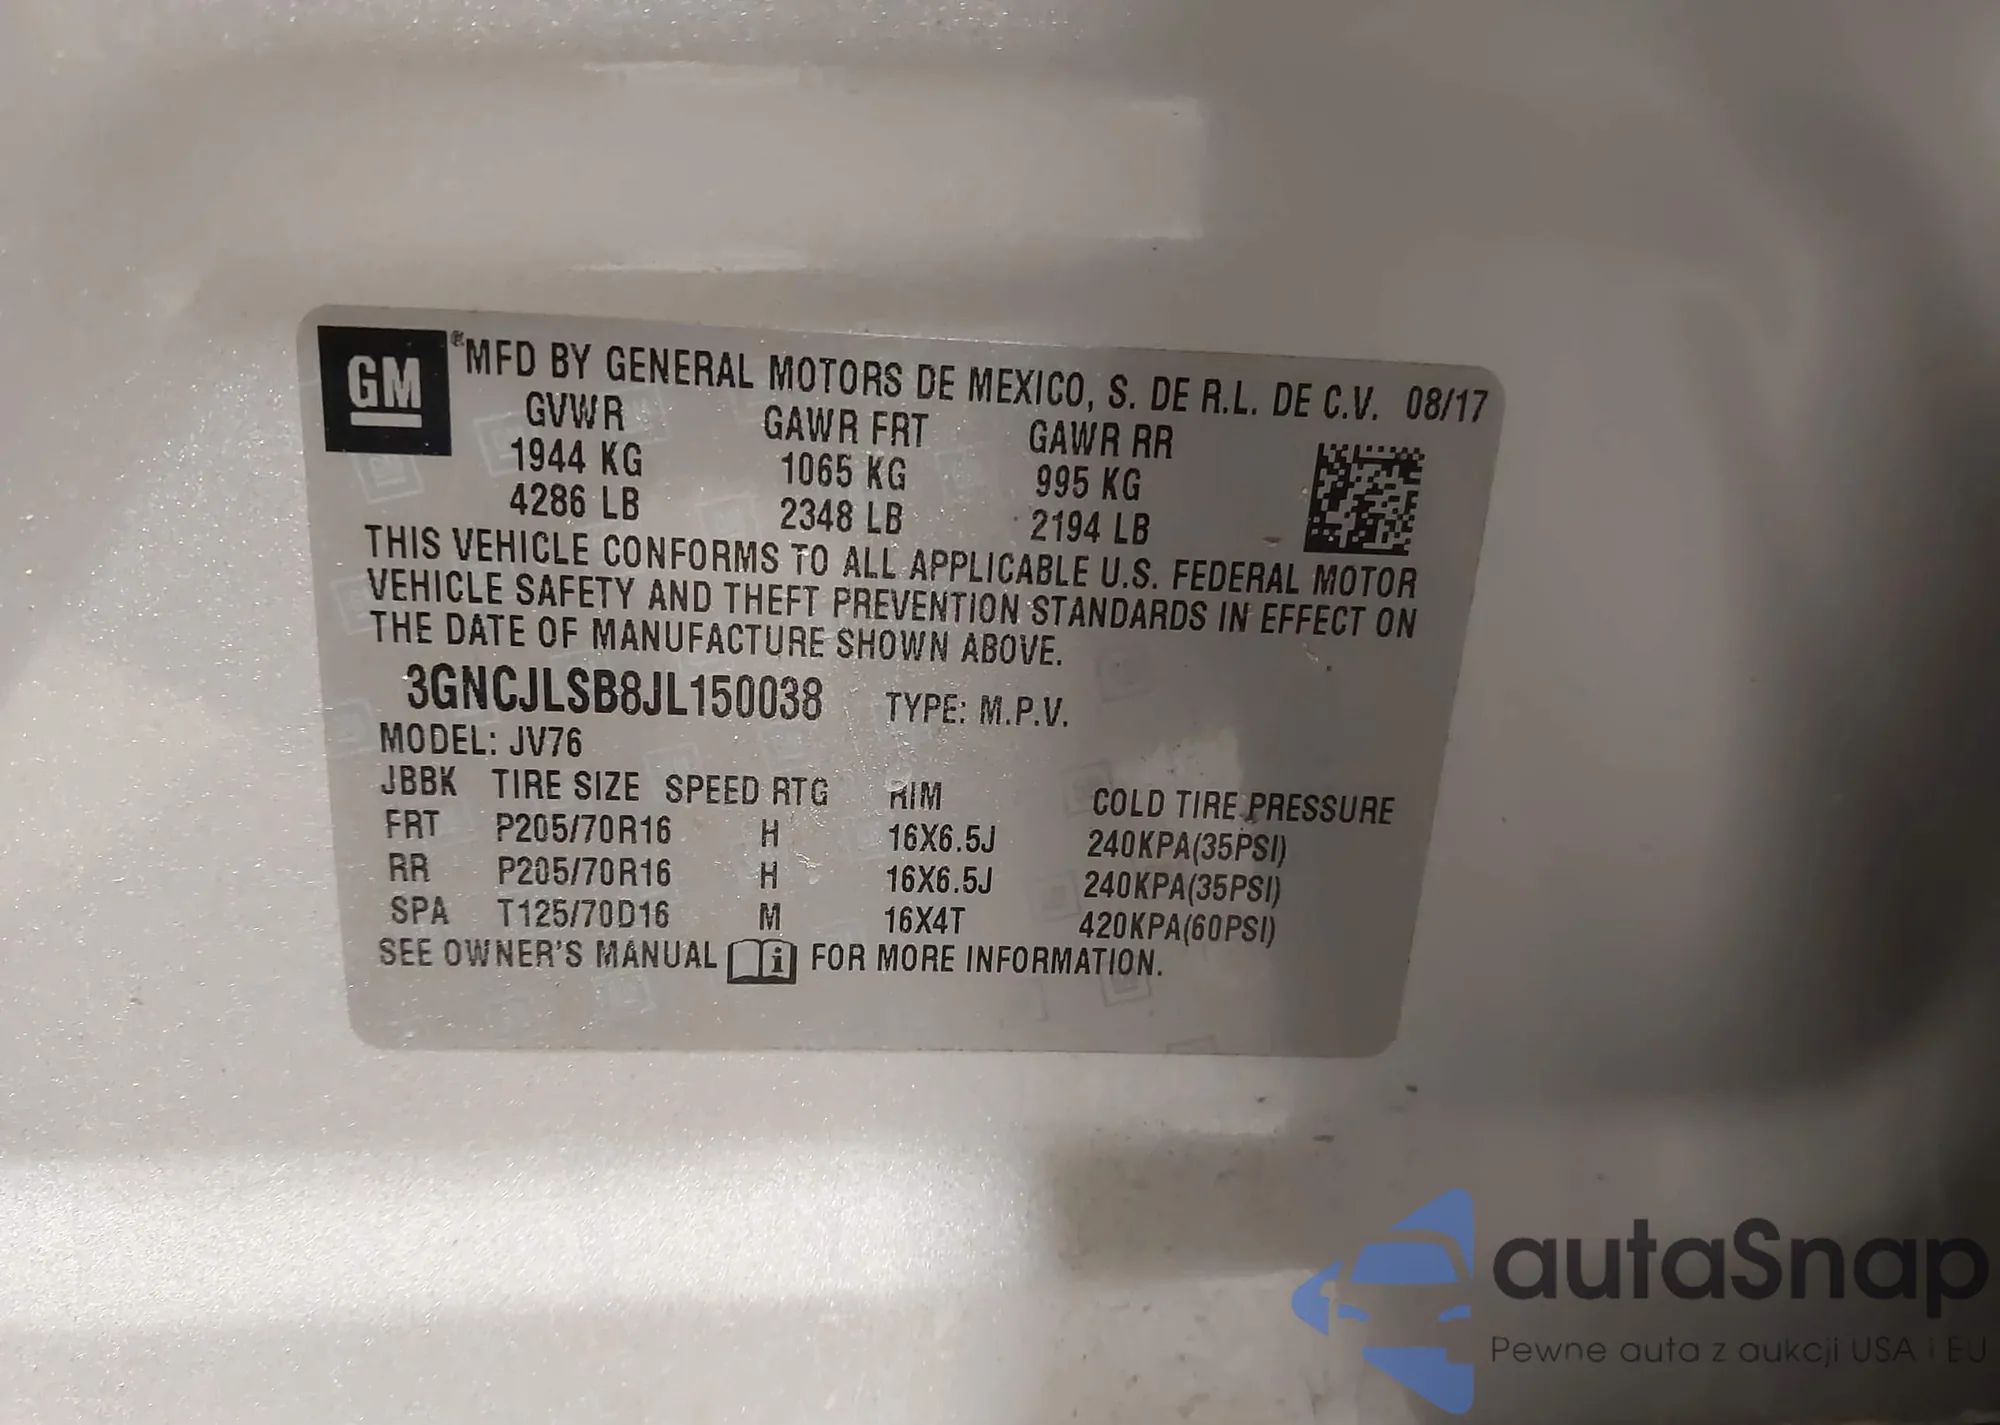 GM ® MFD BY GENERAL MOTORS DE MEXICO, S. DE R.L. DE C.V. 08/17
GVWR GAWR FRT GAWR RR
1944 KG 1065 KG 995 KG
4286 LB 2348 LB 2194 LB
THIS VEHICLE CONFORMS TO ALL APPLICABLE U.S. FEDERAL MOTOR
VEHICLE SAFETY AND THEFT PREVENTION STANDARDS IN EFFECT ON
THE DATE OF MANUFACTURE SHOWN ABOVE.
3GNCJLSB8JL150038 TYPE: M.P.V.
MODEL: JV76
JBBK TIRE SIZE SPEED RTG RIM COLD TIRE PRESSURE
FRT P205/70R16 H 16X6.5J 240KPA(35PSI)
RR P205/70R16 H 16X6.5J 240KPA(35PSI)
SPA T125/70D16 M 16X4T 420KPA(60PSI)
SEE OWNER'S MANUAL i FOR MORE INFORMATION.
autaSnap
Pewne auta z aukcji USA i EU